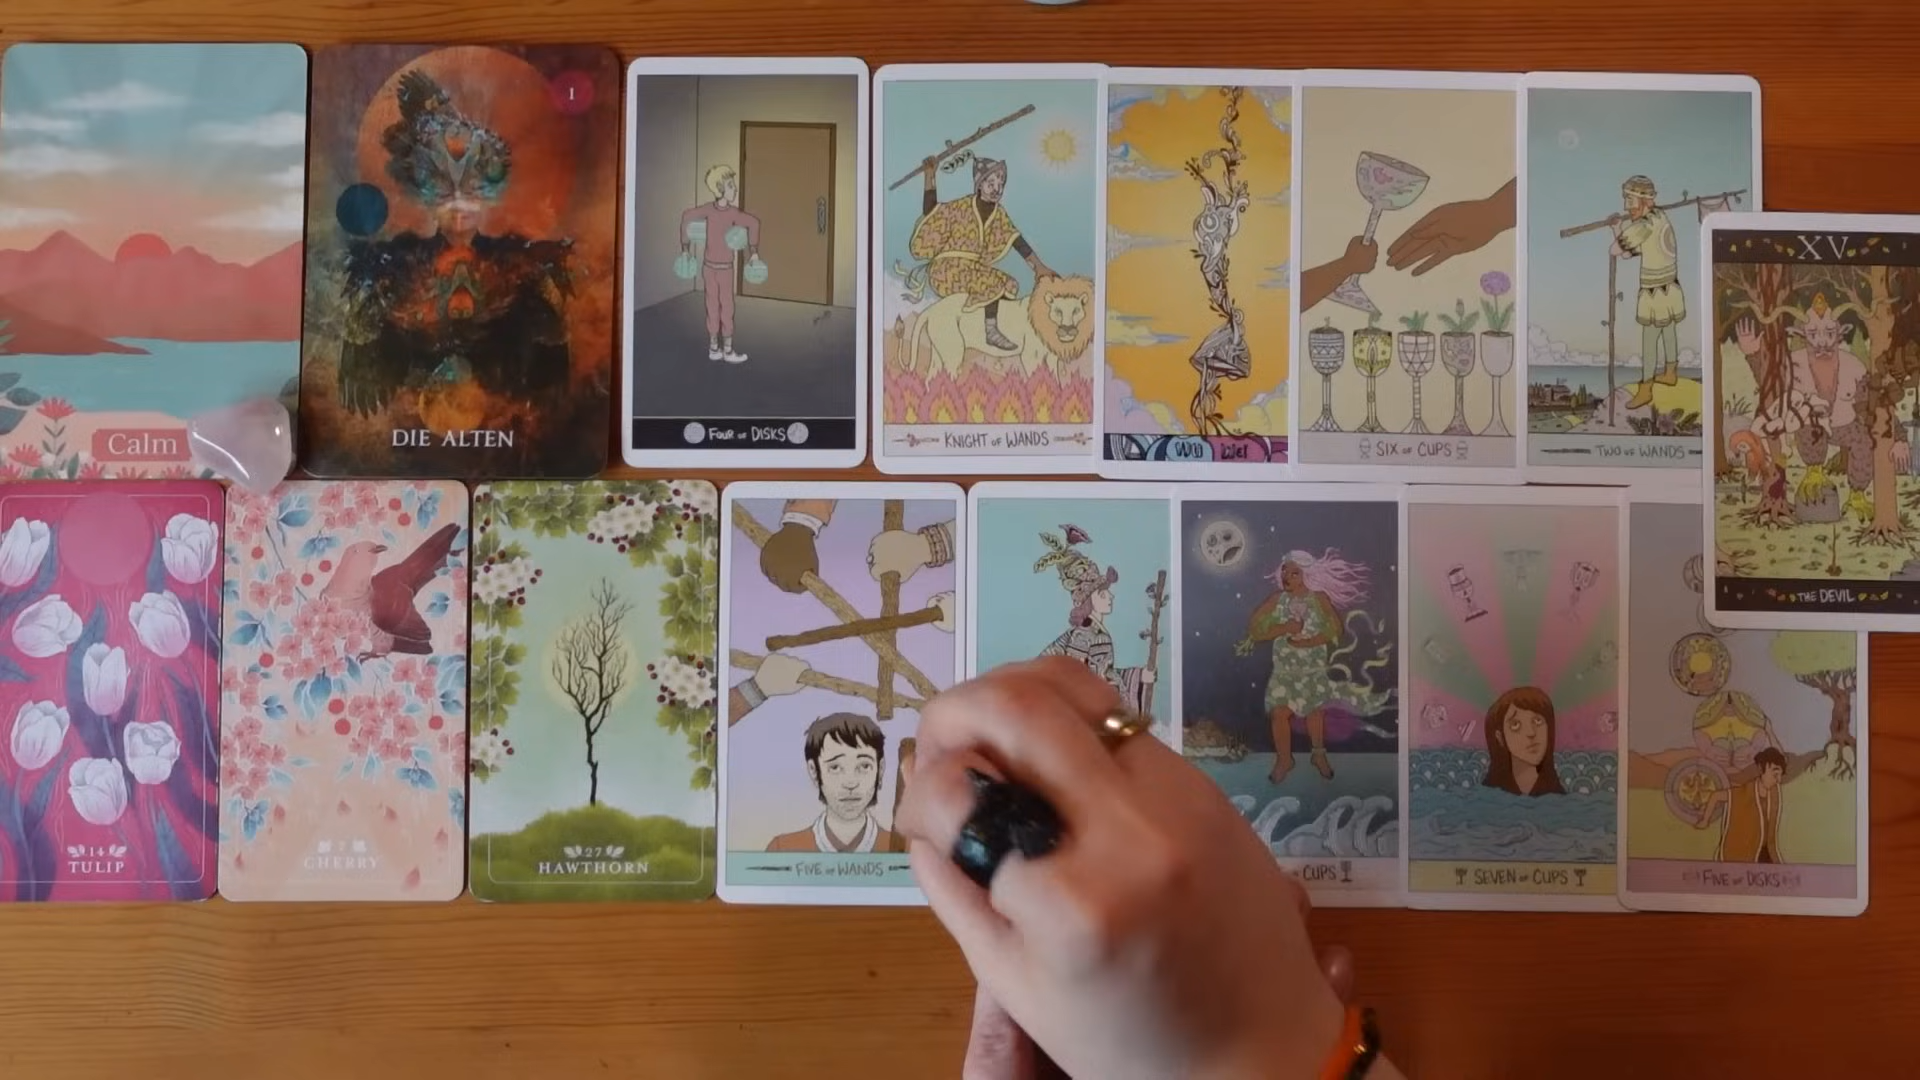 Calm
1
DIE ALTEN
FOUR OF DISKS
KNIGHT OF WANDS
SIX OF CUPS
TWO OF WANDS
XV
THE DEVIL
14
TULIP
7
CHERRY
27
HAWTHORN
FIVE OF WANDS
CUPS
SEVEN OF CUPS
FIVE OF DISKS